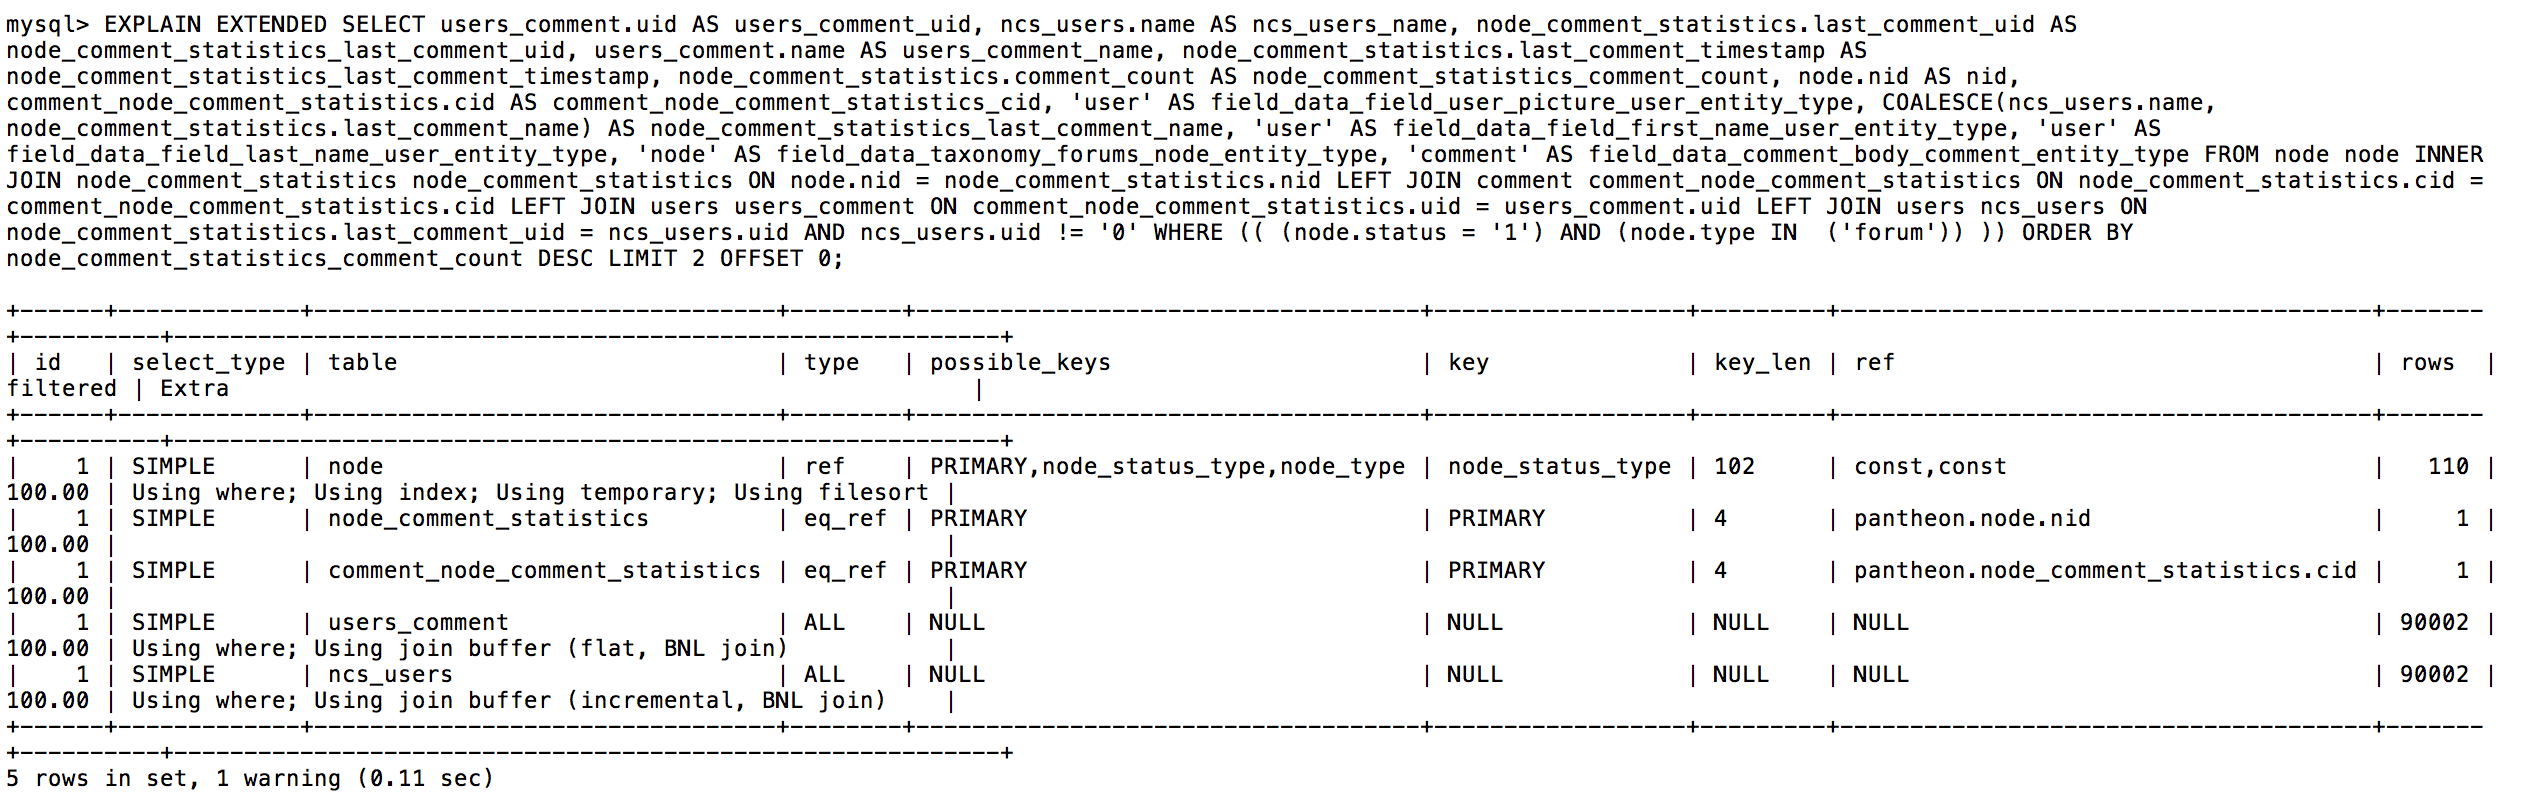 mysql> EXPLAIN EXTENDED SELECT users_comment.uid AS users_comment_uid, ncs_users.name AS ncs_users_name, node_comment_statistics.last_comment_uid AS
node_comment_statistics_last_comment_uid, users_comment.name AS users_comment_name, node_comment_statistics.last_comment_timestamp AS
node_comment_statistics_last_comment_timestamp, node_comment_statistics.comment_count AS node_comment_statistics_comment_count, node.nid AS nid,
comment_node_comment_statistics.cid AS comment_node_comment_statistics_cid, 'user' AS field_data_field_user_picture_user_entity_type, COALESCE(ncs_users.name,
node_comment_statistics.last_comment_name) AS node_comment_statistics_last_comment_name, 'user' AS field_data_field_first_name_user_entity_type, 'user' AS
field_data_field_last_name_user_entity_type, 'node' AS field_data_taxonomy_forums_node_entity_type, 'comment' AS field_data_comment_body_comment_entity_type FROM node node INNER
JOIN node_comment_statistics node_comment_statistics ON node.nid = node_comment_statistics.nid LEFT JOIN comment comment_node_comment_statistics ON node_comment_statistics.cid =
comment_node_comment_statistics.cid LEFT JOIN users users_comment ON comment_node_comment_statistics.uid = users_comment.uid LEFT JOIN users ncs_users ON
node_comment_statistics.last_comment_uid = ncs_users.uid AND ncs_users.uid != '0' WHERE (( (node.status = '1') AND (node.type IN  ('forum')) )) ORDER BY
node_comment_statistics_comment_count DESC LIMIT 2 OFFSET 0;
+------+-------------+---------------------------------+--------+------------------------------------+------------------+---------+--------------------------------------+-------
+----------+-----------------------------------------------------------+
| id   | select_type | table                           | type   | possible_keys                      | key              | key_len | ref                                  | rows  |
filtered | Extra                                                     |
+------+-------------+---------------------------------+--------+------------------------------------+------------------+---------+--------------------------------------+-------
+----------+-----------------------------------------------------------+
|    1 | SIMPLE      | node                            | ref    | PRIMARY,node_status_type,node_type | node_status_type | 102     | const,const                          |   110 |
100.00 | Using where; Using index; Using temporary; Using filesort |
|    1 | SIMPLE      | node_comment_statistics         | eq_ref | PRIMARY                            | PRIMARY          | 4       | pantheon.node.nid                    |     1 |
100.00 |                                                           |
|    1 | SIMPLE      | comment_node_comment_statistics | eq_ref | PRIMARY                            | PRIMARY          | 4       | pantheon.node_comment_statistics.cid |     1 |
100.00 |                                                           |
|    1 | SIMPLE      | users_comment                   | ALL    | NULL                               | NULL             | NULL    | NULL                                 | 90002 |
100.00 | Using where; Using join buffer (flat, BNL join)           |
|    1 | SIMPLE      | ncs_users                       | ALL    | NULL                               | NULL             | NULL    | NULL                                 | 90002 |
100.00 | Using where; Using join buffer (incremental, BNL join)    |
+------+-------------+---------------------------------+--------+------------------------------------+------------------+---------+--------------------------------------+-------
+----------+-----------------------------------------------------------+
5 rows in set, 1 warning (0.11 sec)